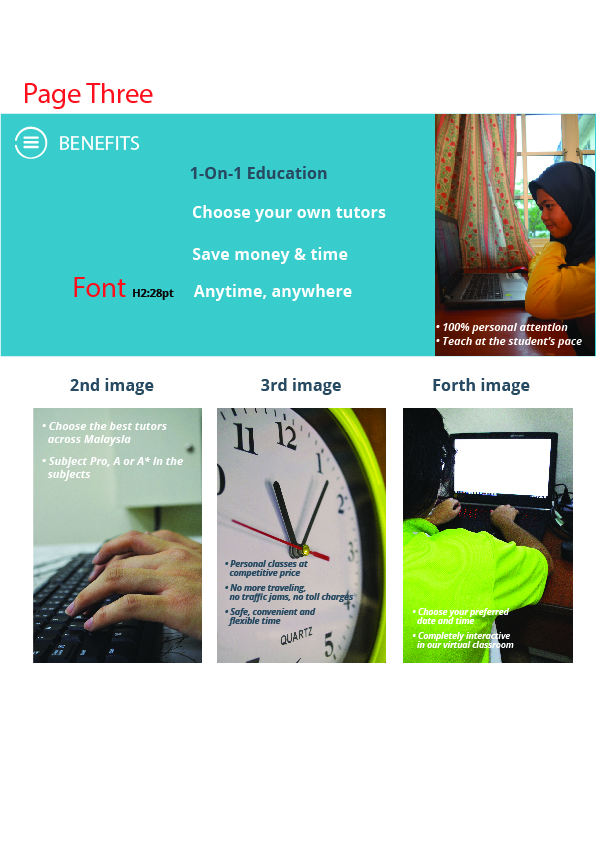 Page Three
BENEFITS
1-On-1 Education
Choose your own tutors
Save money & time
Font H2:28pt Anytime, anywhere
• 100% personal attention
• Teach at the student's pace
2nd image
3rd image
Forth image
• Choose the best tutors
across Malaysia
• Subject Pro, A or A* in the
subjects
11 12 1
• Personal classes at
competitive price
• No more traveling,
no traffic jams, no toll charges
• Safe, convenient and
flexible time
QUARTZ
5
• Choose your preferred
date and time
• Completely interactive
in our virtual classroom